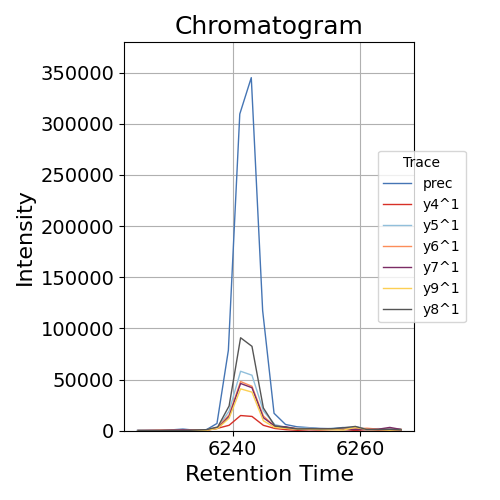 Chromatogram
350000
300000
250000
200000
150000
100000
50000
0
Intensity
6240
6260
Retention Time
Trace
prec
y4^1
y5^1
y6^1
y7^1
y9^1
y8^1